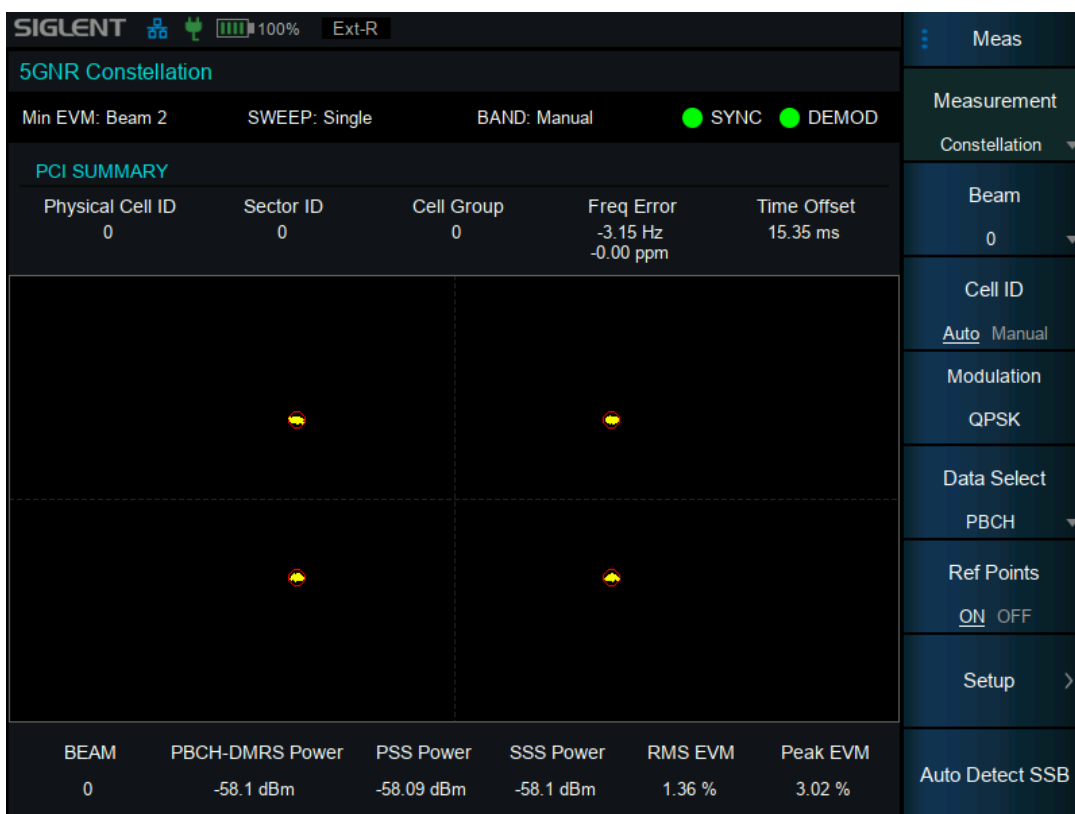 SIGLENT 100% Ext-R
Meas
5GNR Constellation
Min EVM: Beam 2 SWEEP: Single BAND: Manual SYNC DEMOD
PCI SUMMARY
Physical Cell ID Sector ID Cell Group Freq Error Time Offset
0 0 0 -3.15 Hz 15.35 ms
-0.00 ppm
BEAM PBCH-DMRS Power PSS Power SSS Power RMS EVM Peak EVM
0 -58.1 dBm -58.09 dBm -58.1 dBm 1.36 % 3.02 %
Measurement
Constellation
Beam
0
Cell ID
Auto Manual
Modulation
QPSK
Data Select
PBCH
Ref Points
ON OFF
Setup
Auto Detect SSB